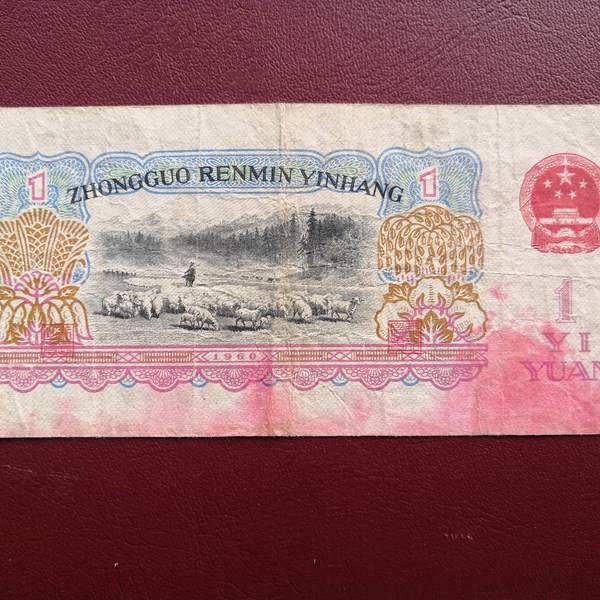 1 ZHONGGUO RENMIN YINHANG 1
1960
1
YI
YUAN